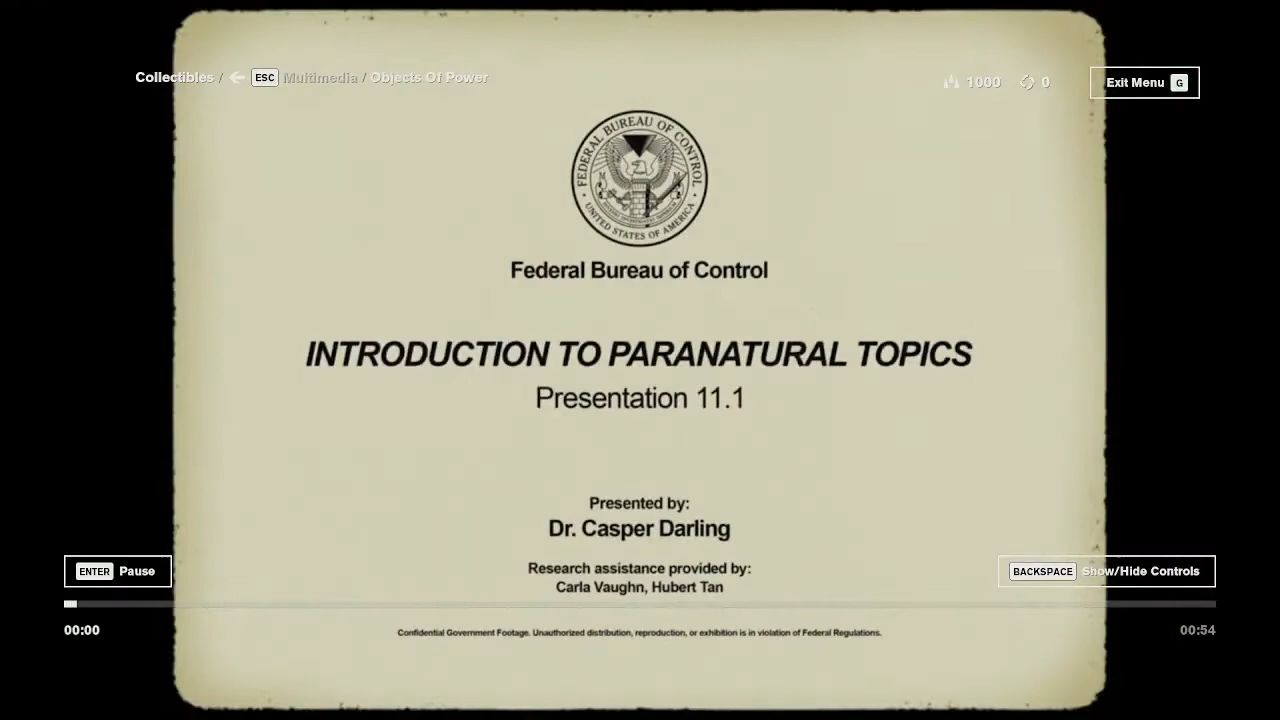 Collectibles / ESC Multimedia / Objects Of Power
1000 0
Exit Menu G
FEDERAL BUREAU OF CONTROL
UNITED STATES OF AMERICA
Federal Bureau of Control
INTRODUCTION TO PARANATURAL TOPICS
Presentation 11.1
Presented by:
Dr. Casper Darling
Research assistance provided by:
Carla Vaughn, Hubert Tan
ENTER Pause
BACKSPACE Show/Hide Controls
00:00
00:54
Confidential Government Footage. Unauthorized distribution, reproduction, or exhibition is in violation of Federal Regulations.